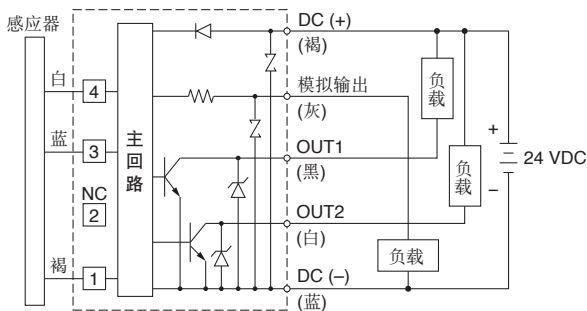 感应器
DC (+)
(褐)
白
4
模拟输出
(灰)
负载
蓝
3
主回路
OUT1
(黑)
负载
+
24 VDC
−
NC
2
OUT2
(白)
负载
褐
1
DC (−)
(蓝)